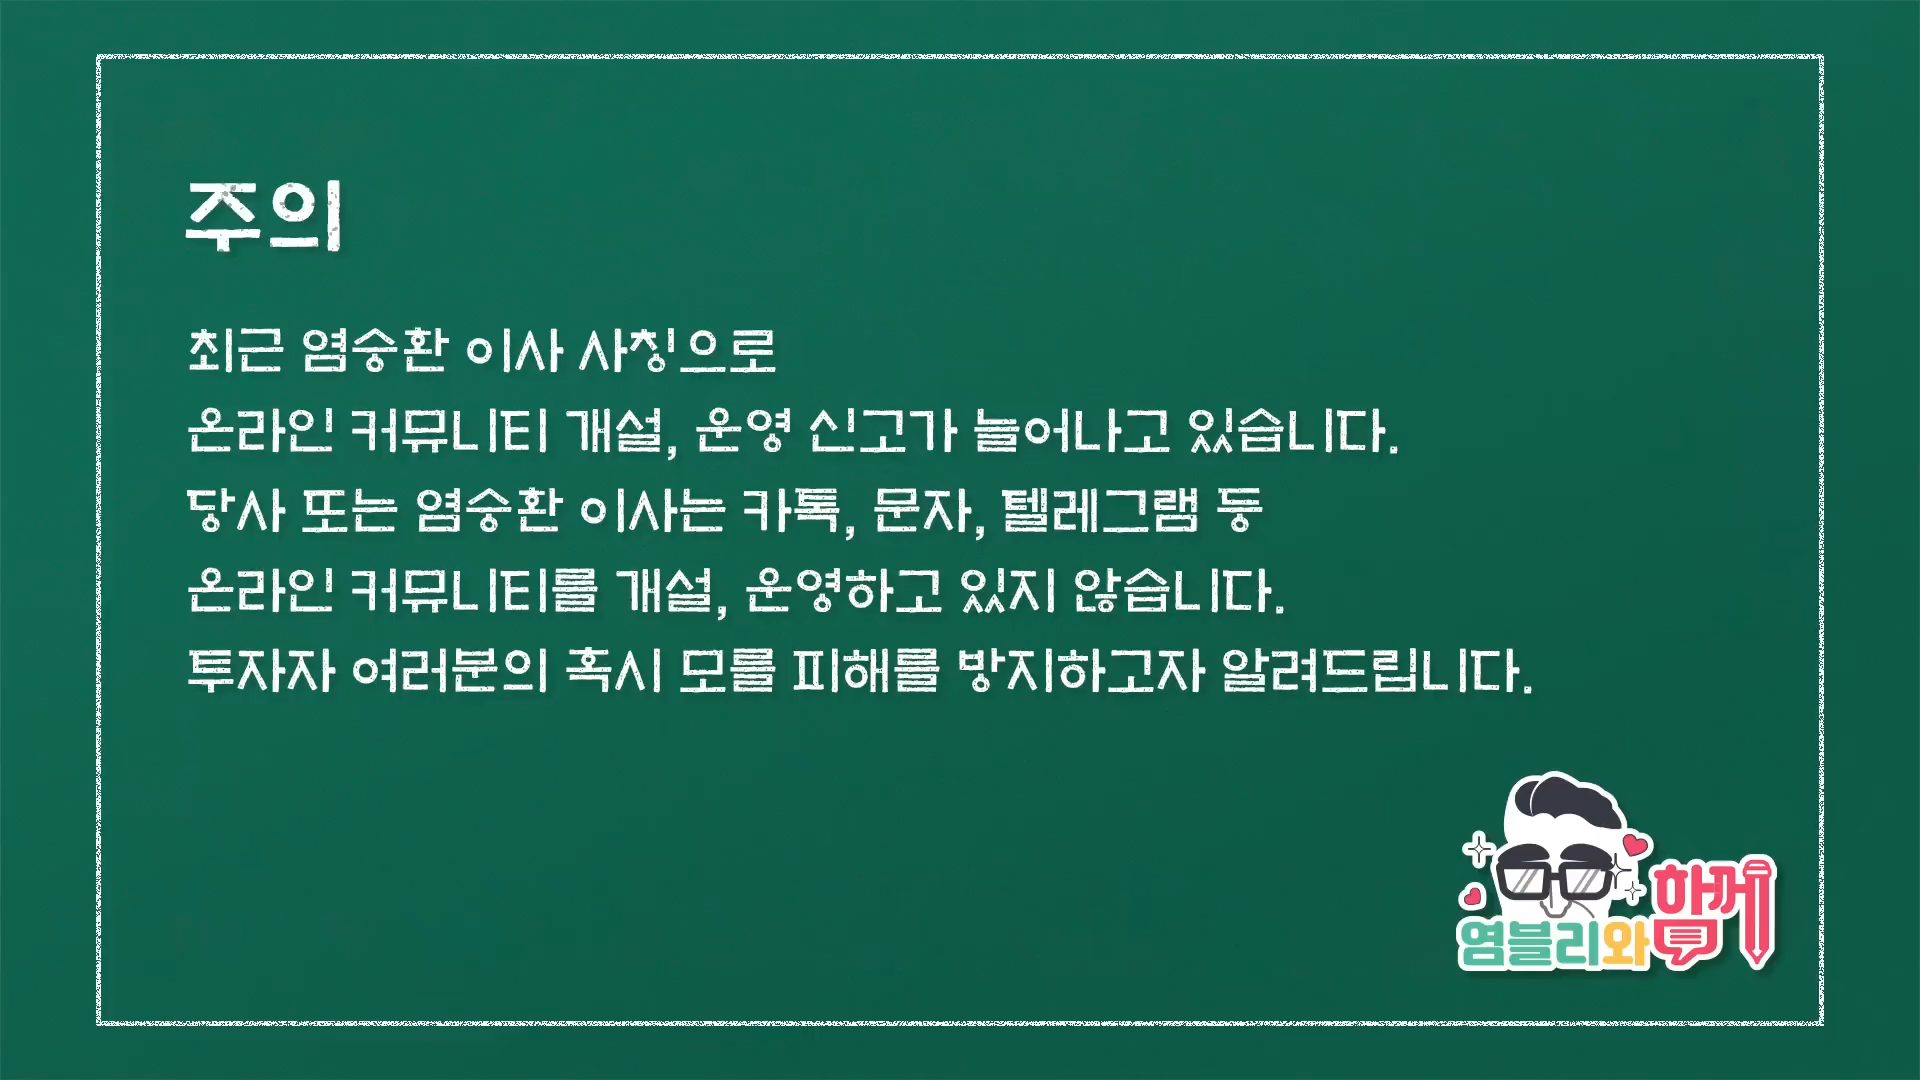 주의
최근 염승환 이사 사칭으로
온라인 커뮤니티 개설, 운영 신고가 늘어나고 있습니다.
당사 또는 염승환 이사는 카톡, 문자, 텔레그램 등
온라인 커뮤니티를 개설, 운영하고 있지 않습니다.
투자자 여러분의 혹시 모를 피해를 방지하고자 알려드립니다.
염블리와 함께